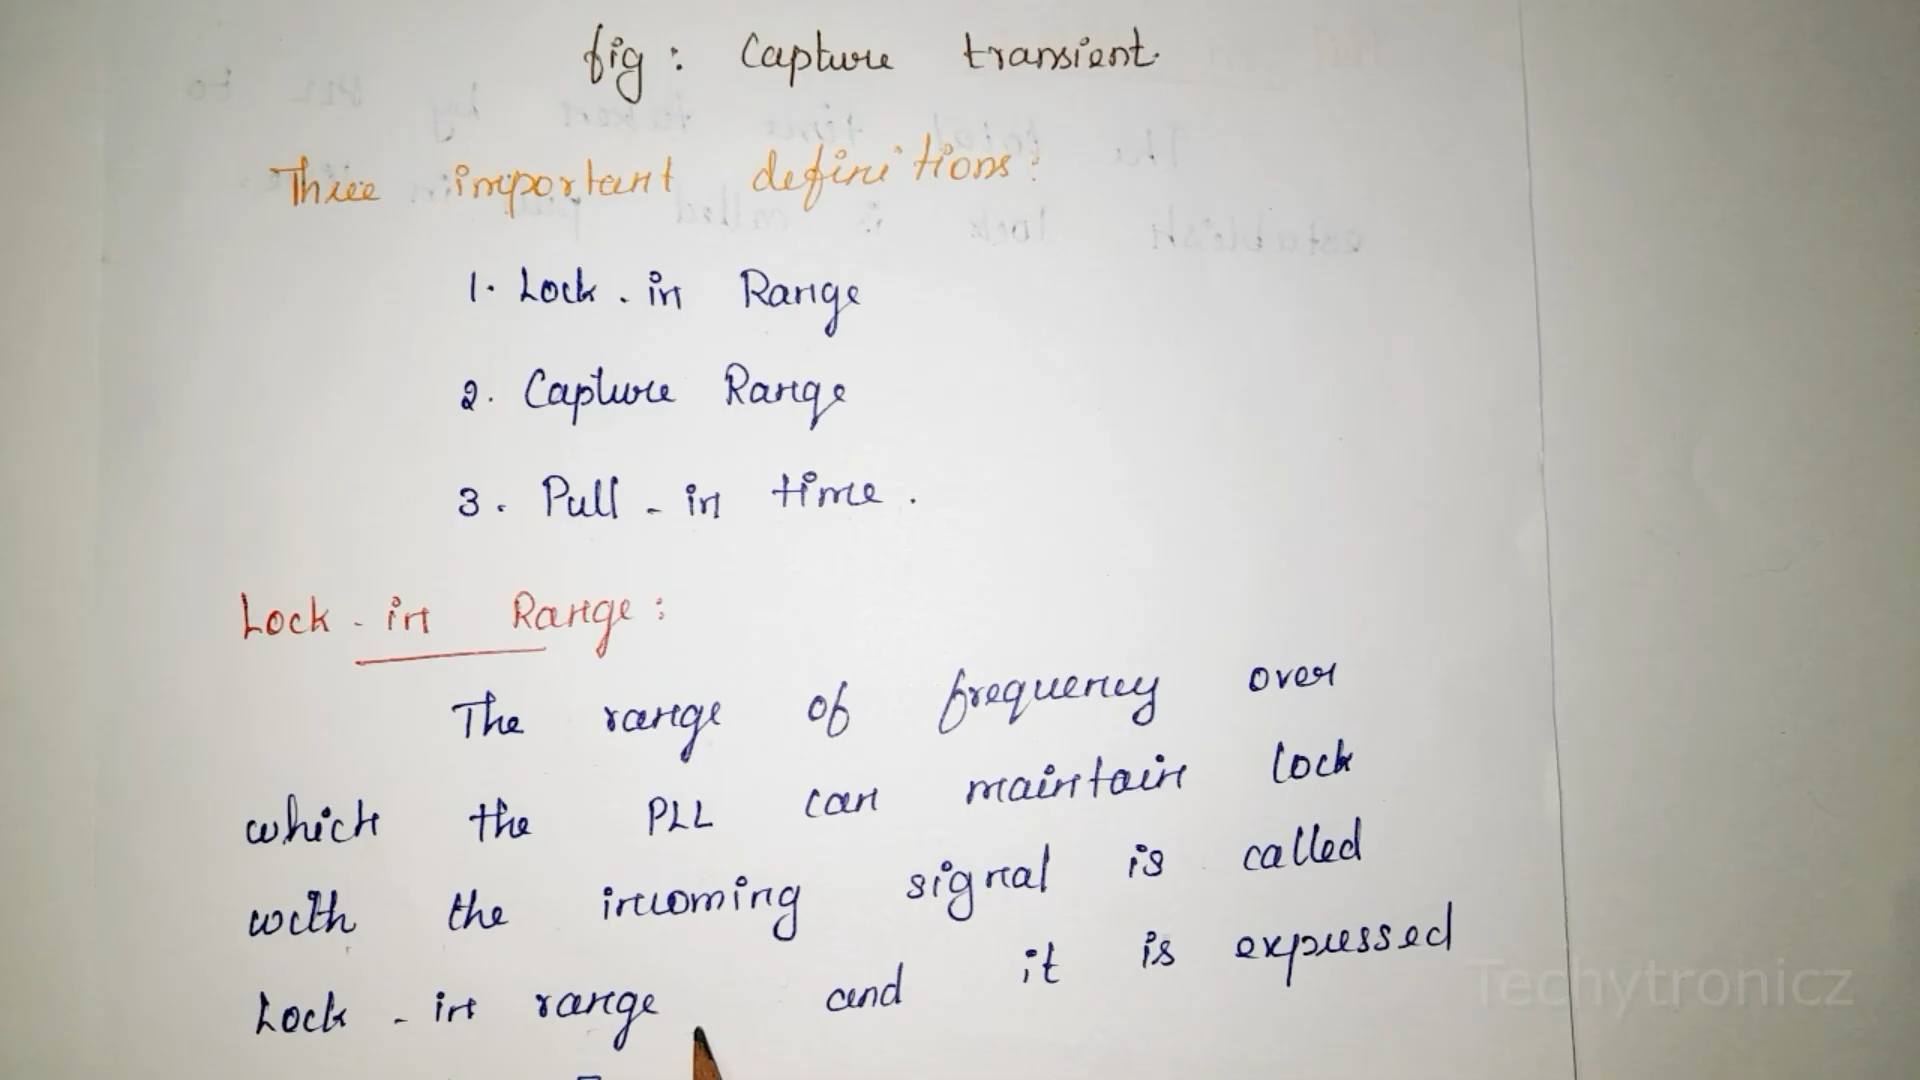 fig: Capture transient.
Three important definitions:
1. Lock-in Range
2. Capture Range
3. Pull-in time.
Lock-in Range:
The range of frequency over
which the PLL can maintain lock
with the incoming signal is called
Lock-in range and it is expressed
Techytronicz